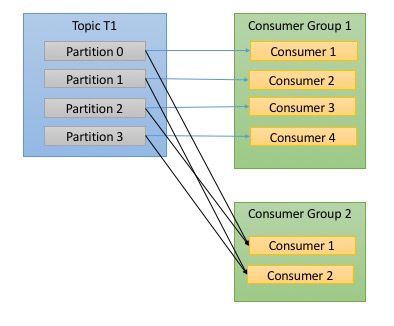 Topic T1
Partition 0
Partition 1
Partition 2
Partition 3
Consumer Group 1
Consumer 1
Consumer 2
Consumer 3
Consumer 4
Consumer Group 2
Consumer 1
Consumer 2